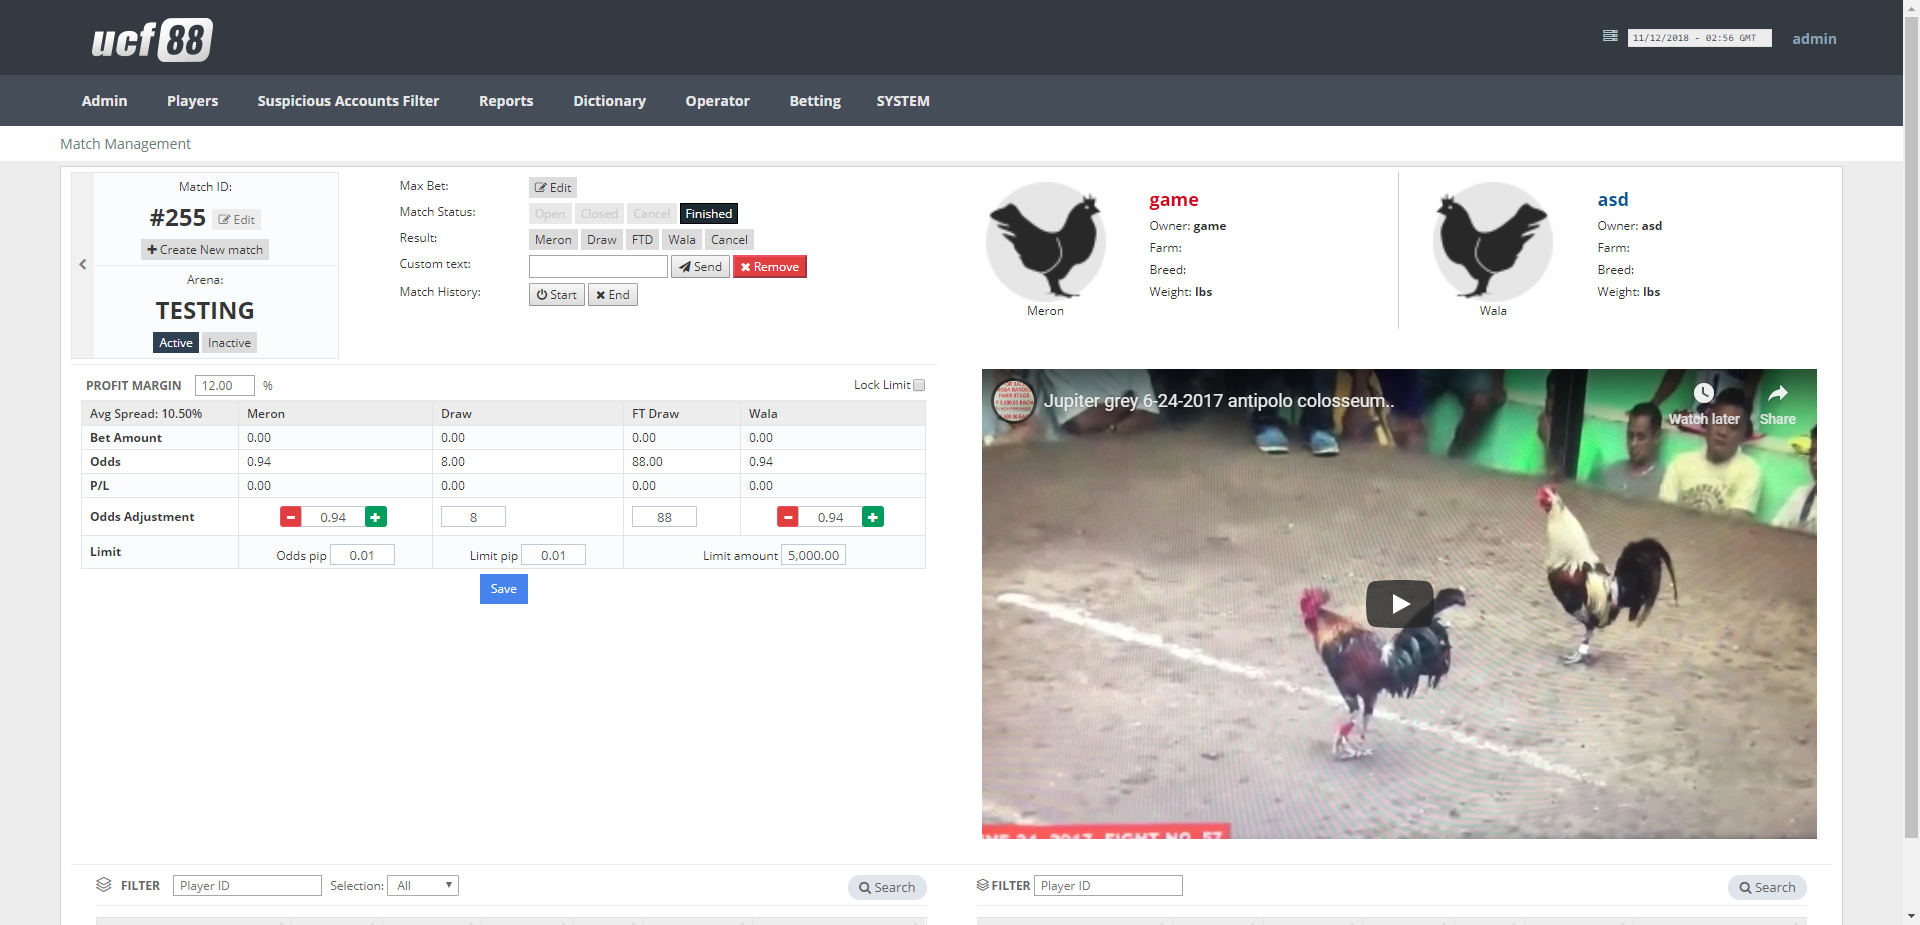 ucf 88
11/12/2018 - 02:56 GMT
admin
Admin Players Suspicious Accounts Filter Reports Dictionary Operator Betting SYSTEM
Match Management
Match ID:
#255 Edit
Create New match
Arena:
TESTING
Active Inactive
Max Bet: Edit
Match Status: Open Closed Cancel Finished
Result: Meron Draw FTD Wala Cancel
Custom text: Send Remove
Match History: Start End
Meron
game
Owner: game
Farm:
Breed:
Weight: lbs
Wala
asd
Owner: asd
Farm:
Breed:
Weight: lbs
PROFIT MARGIN 12.00 %
Lock Limit
Avg Spread: 10.50% Meron Draw FT Draw Wala
Bet Amount 0.00 0.00 0.00 0.00
Odds 0.94 8.00 88.00 0.94
P/L 0.00 0.00 0.00 0.00
Odds Adjustment 0.94 8 88 0.94
Limit Odds pip 0.01 Limit pip 0.01 Limit amount 5,000.00
Save
Jupiter grey 6-24-2017 antipolo colosseum..
Watch later Share
24, 2017 FIGHT NO. 57
FILTER Player ID Selection: All Search
FILTER Player ID Search